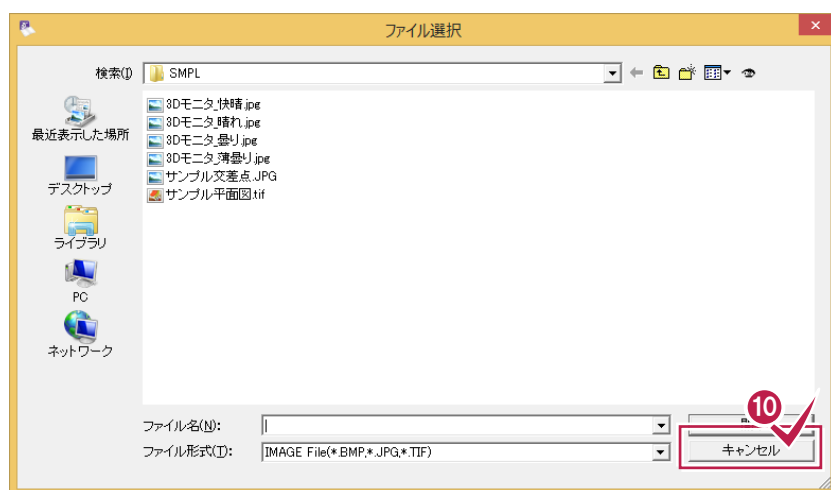 ファイル選択
検索(I)
SMPL
最近表示した場所
デスクトップ
ライブラリ
PC
ネットワーク
3Dモニタ_快晴.jpg
3Dモニタ_晴れ.jpg
3Dモニタ_曇り.jpg
3Dモニタ_薄曇り.jpg
サンプル交差点.JPG
サンプル平面図.tif
ファイル名(N):
ファイル形式(T):
IMAGE File(*.BMP,*.JPG,*.TIF)
キャンセル
10